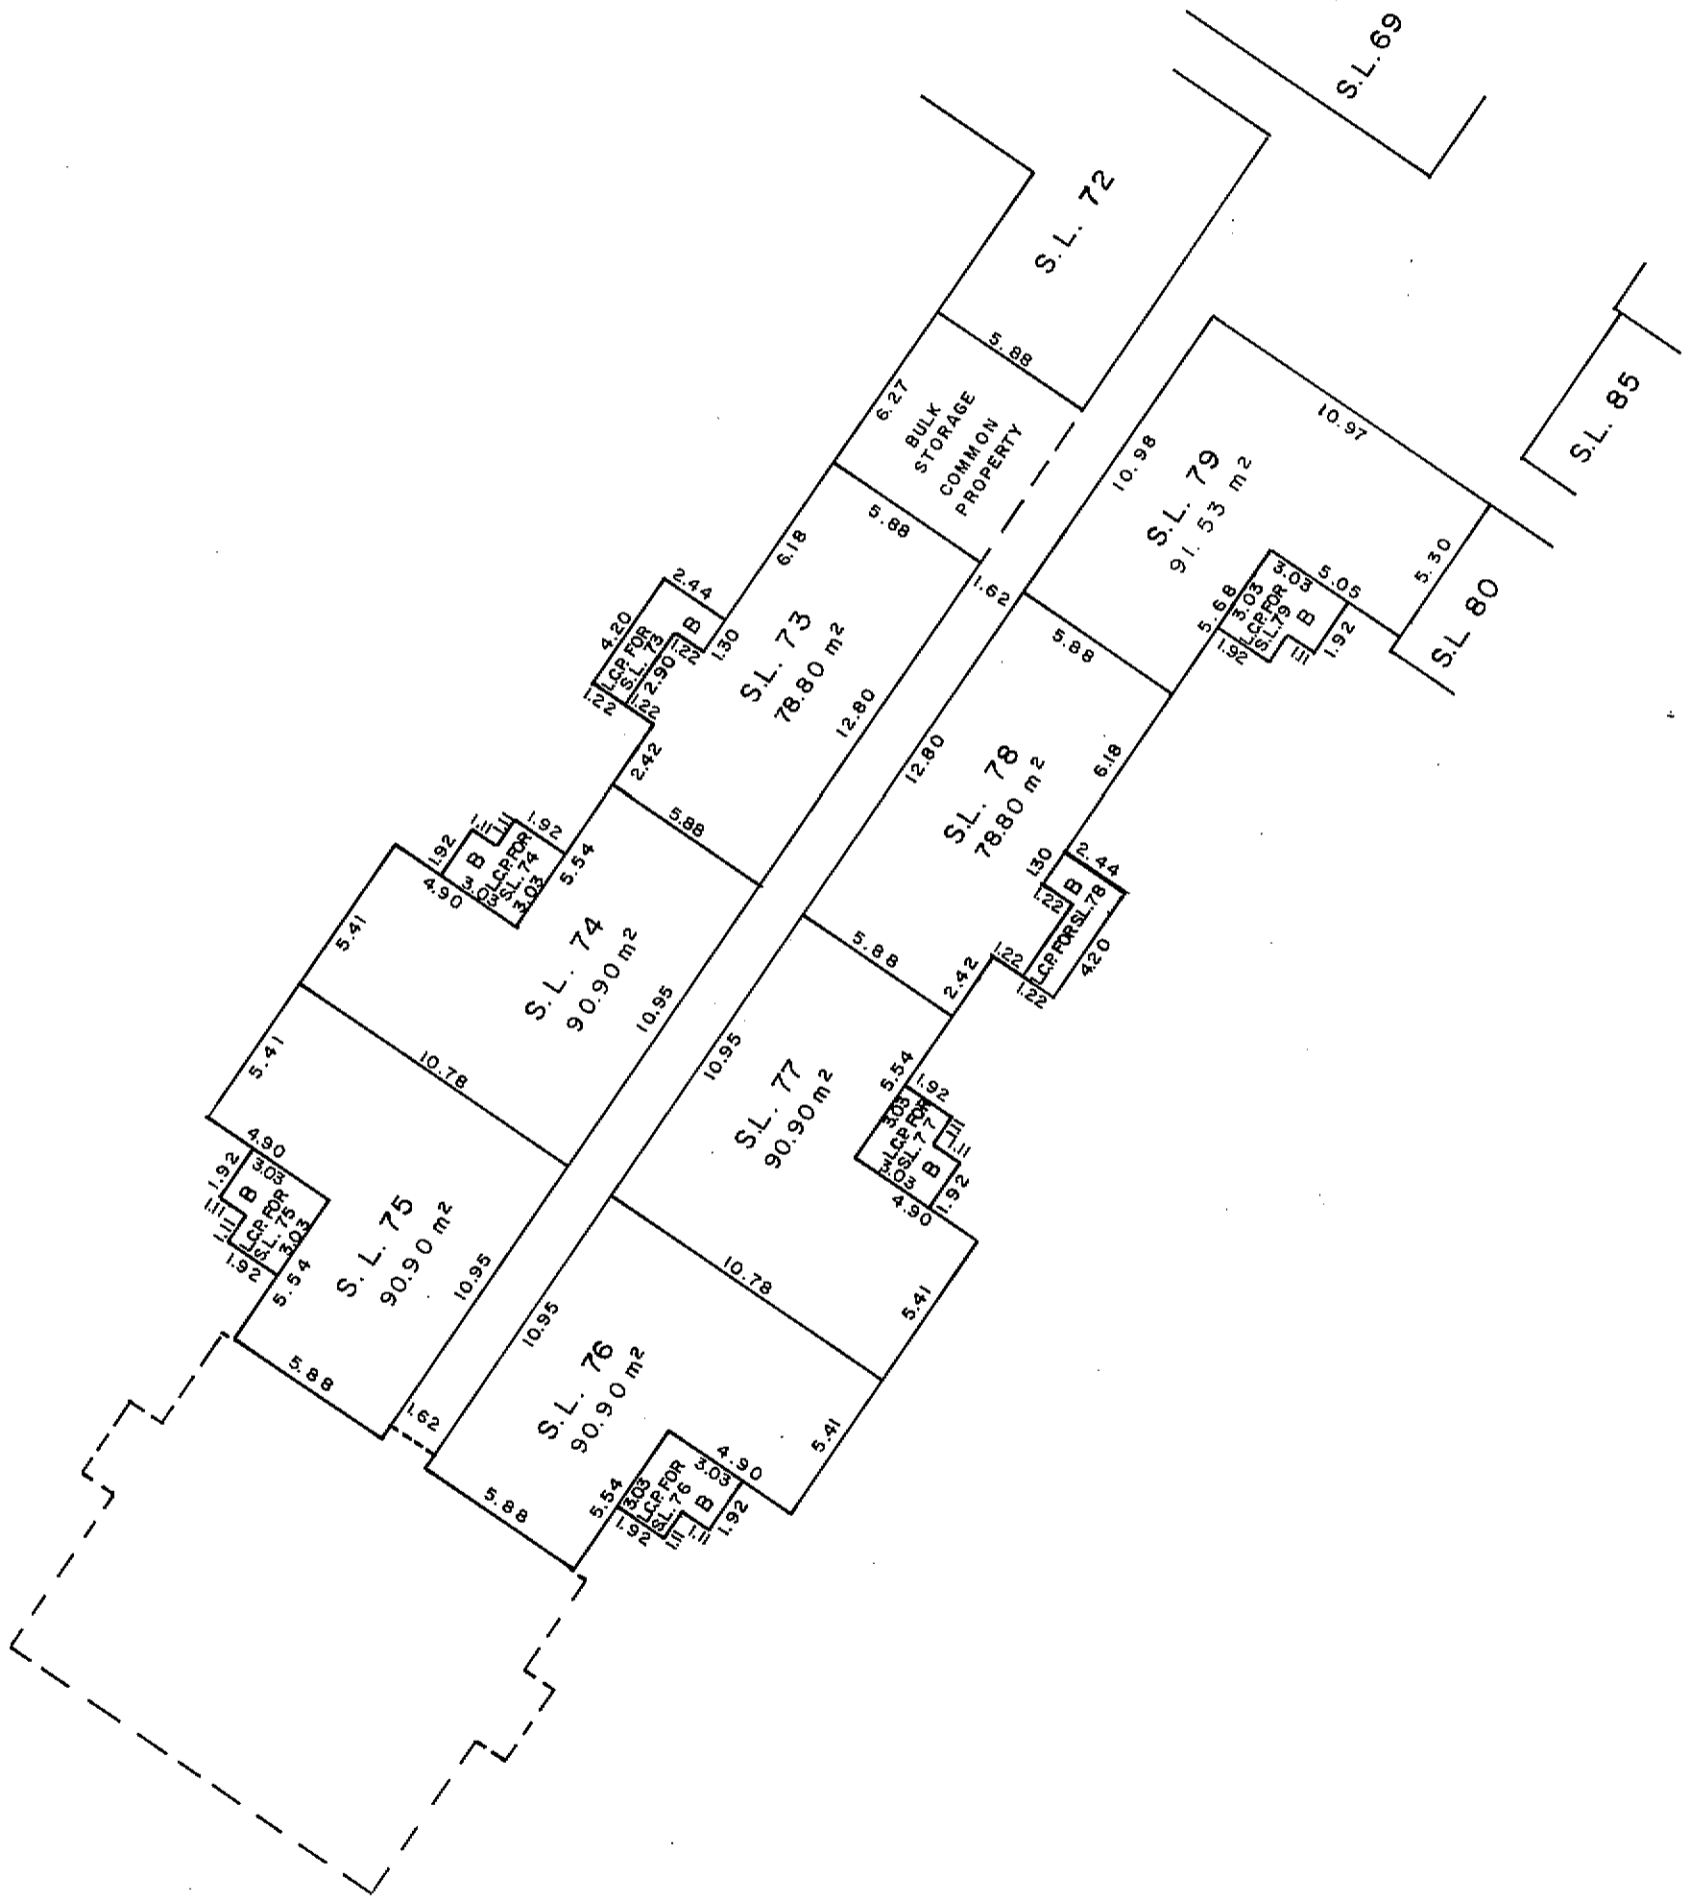 S.L. 69
S.L. 72
5.88
6.27
BULK
STORAGE
COMMON
PROPERTY
5.88
S.L. 85
10.97
10.98
S.L. 79
91.53 m2
5.30
S.L 80
5.68
3.03
3.03
5.05
L.C.P. FOR
S.L. 79
B
1.92
1.11
1.92
1.62
6.18
2.44
4.20
L.C.P. FOR
S.L. 73
B
1.22
1.30
2.90
1.22
1.22
S.L. 73
78.80 m2
12.80
2.42
5.88
5.88
12.80
S.L. 78
78.80 m2
6.18
1.30
2.44
B
1.22
L.C.P. FOR S.L. 78
4.20
1.22
1.22
2.42
5.88
1.92
1.11
1.11
1.92
B
L.C.P. FOR
S.L. 74
3.03
3.03
4.90
5.54
5.41
S.L. 74
90.90 m2
10.95
10.78
5.54
1.92
3.03
L.C.P. FOR
S.L. 77
1.11
1.11
B
3.03
1.92
4.90
10.95
S.L. 77
90.90 m2
5.41
10.78
5.41
4.90
1.92
3.03
B
L.C.P. FOR
S.L. 75
1.11
1.11
3.03
1.92
5.54
S.L. 75
90.90 m2
10.95
5.88
1.62
10.95
S.L. 76
90.90 m2
5.41
5.54
4.90
3.03
3.03
L.C.P. FOR
S.L. 76
B
1.92
1.11
1.11
1.92
5.88